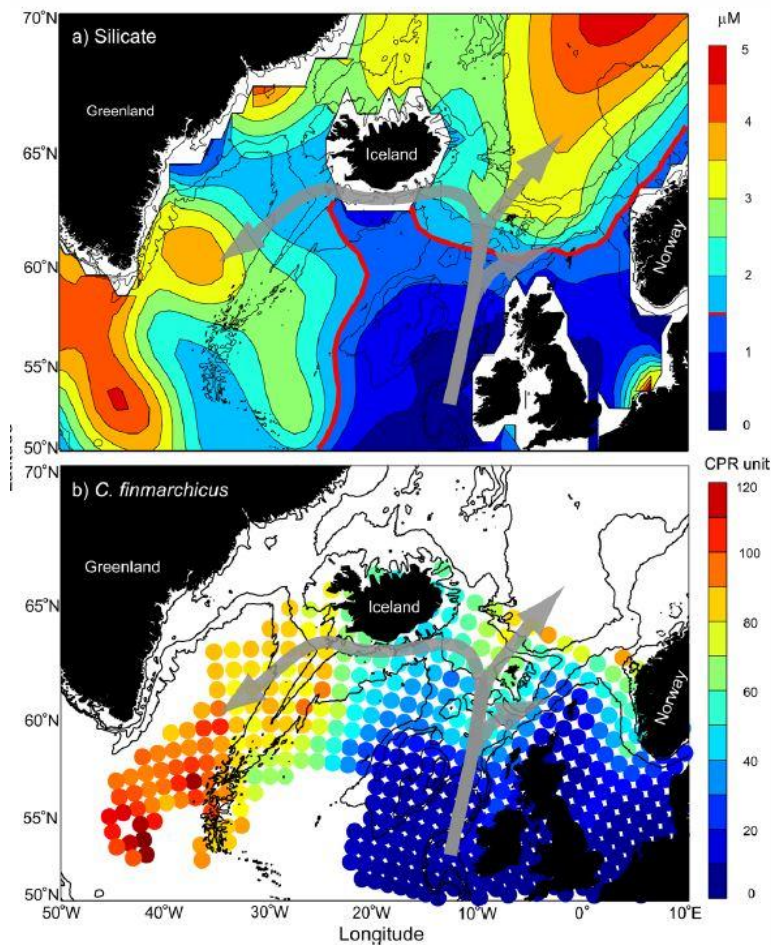 70°N
a) Silicate
µM
5
4
3
2
1
0
Greenland
Iceland
Norway
65°N
60°N
55°N
50°N
70°N
b) C. finmarchicus
CPR unit
120
100
80
60
40
20
0
Greenland
Iceland
Norway
65°N
60°N
55°N
50°N
50°W 40°W 30°W 20°W 10°W 0° 10°E
Longitude